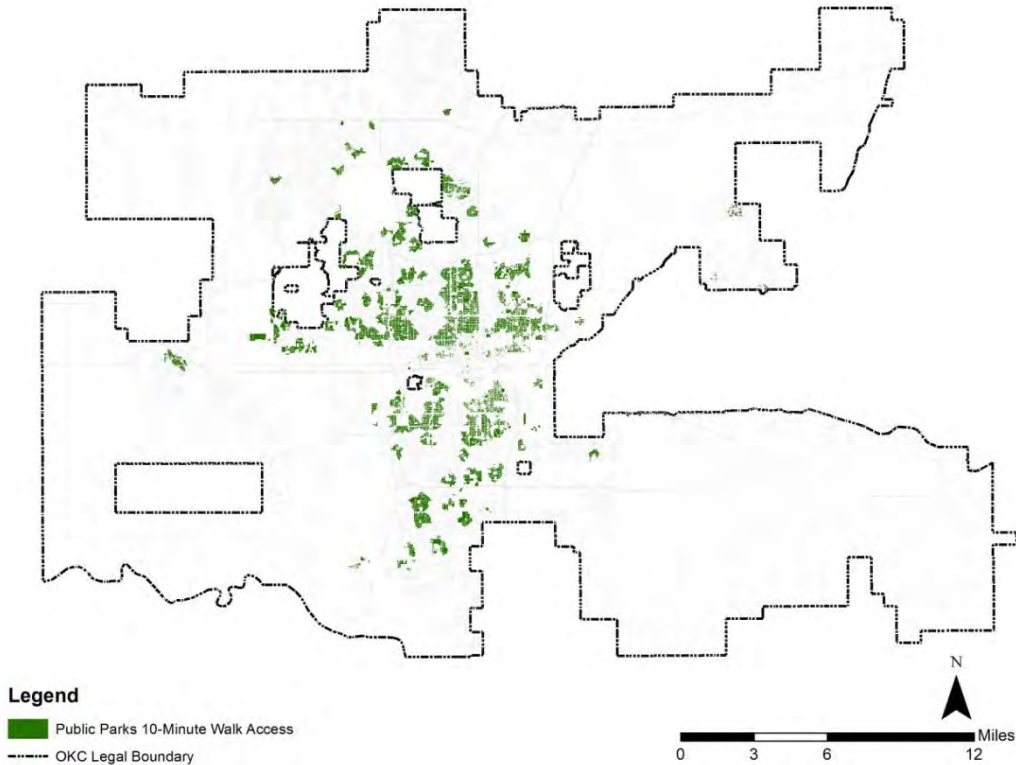 N
Legend
Public Parks 10-Minute Walk Access
OKC Legal Boundary
Miles
0 3 6 12